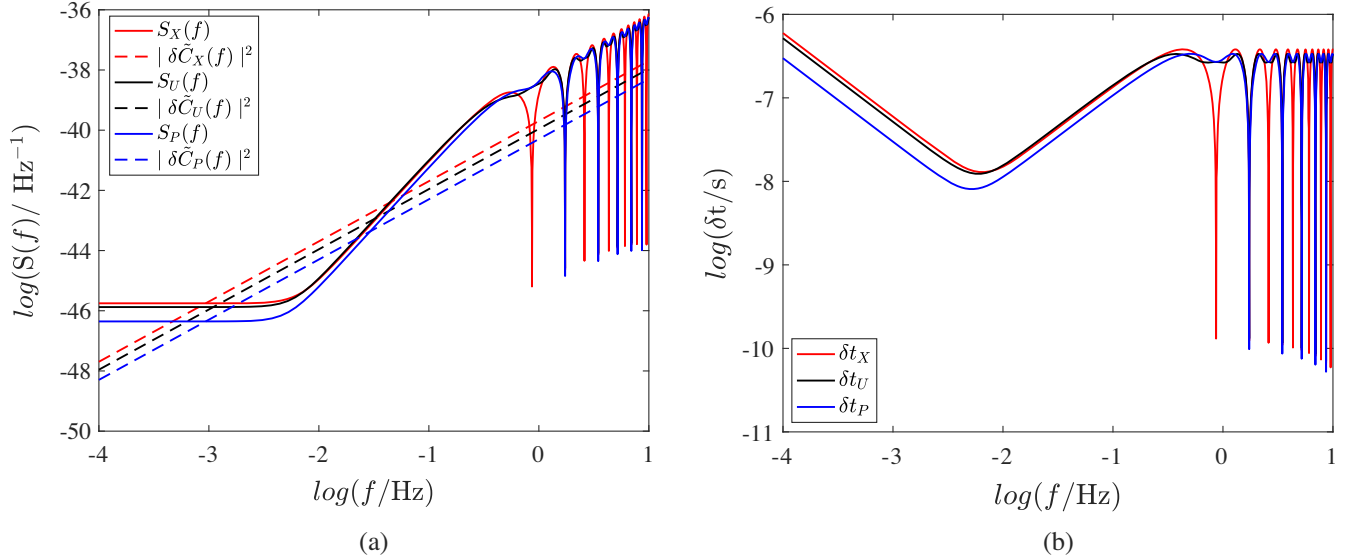 -36
-38
-40
-42
-44
-46
-48
-50
log(S(f)/ Hz⁻¹)
S_X(f)
| δC̃_X(f) |²
S_U(f)
| δC̃_U(f) |²
S_P(f)
| δC̃_P(f) |²
-4 -3 -2 -1 0 1
log(f/Hz)
(a)
-6
-7
-8
-9
-10
-11
log(δt/s)
δt_X
δt_U
δt_P
-4 -3 -2 -1 0 1
log(f/Hz)
(b)